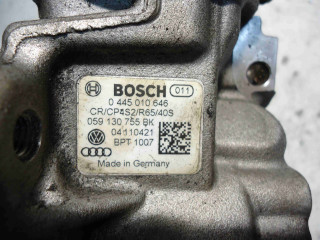 BOSCH 011
0 445 010 646
CR/CP4S2/R65/40S
059 130 755 BK
04110421
BPT 1007
Made in Germany